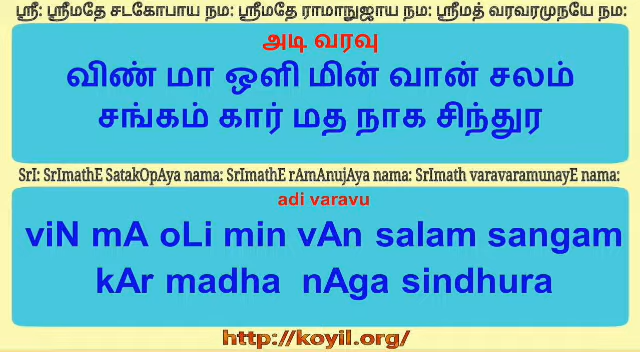 ஸ்ரீ: ஸ்ரீமதே சடகோபாய நம: ஸ்ரீமதே ராமாநுஜாய நம: ஸ்ரீமத் வரவரமுநயே நம:
அடி வரவு
விண் மா ஒளி மின் வான் சலம்
சங்கம் கார் மத நாக சிந்துர
SrI: SrImathE SatakOpAya nama: SrImathE rAmAnujAya nama: SrImath varavaramunayE nama:
adi varavu
viN mA oLi min vAn salam sangam
kAr madha nAga sindhura
http://koyil.org/